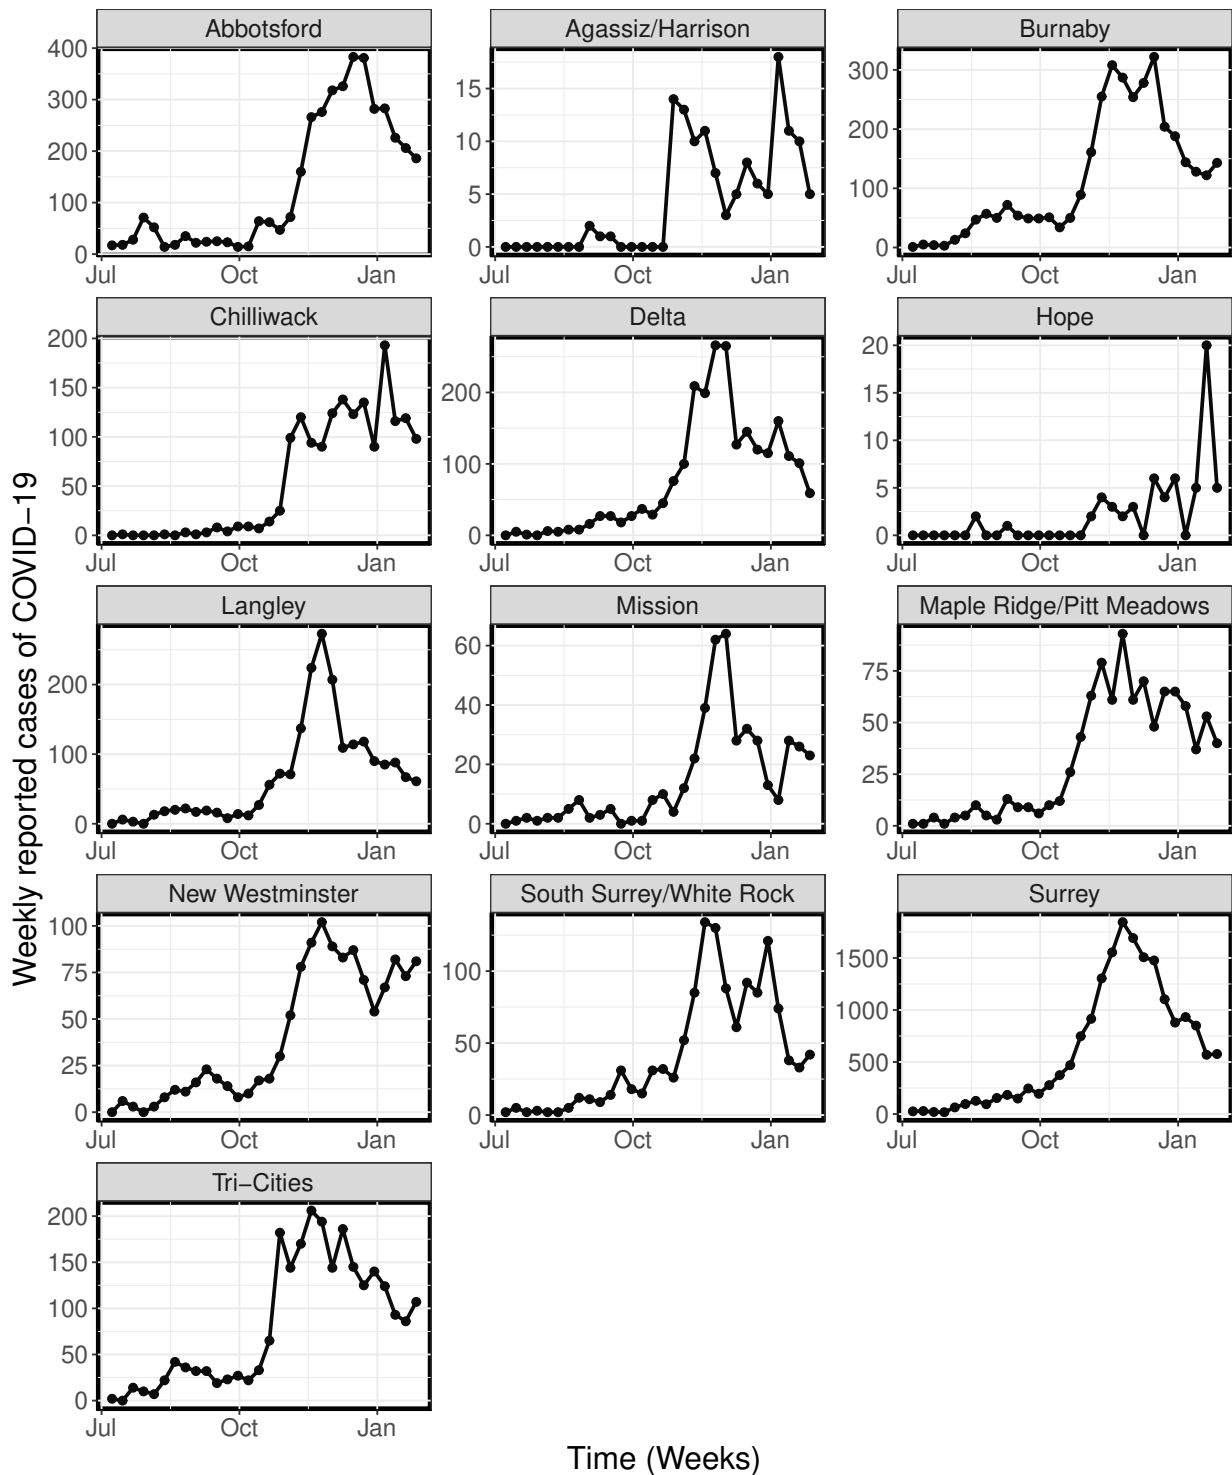 Abbotsford
400
300
200
100
0
Jul Oct Jan
Agassiz/Harrison
15
10
5
0
Jul Oct Jan
Burnaby
300
200
100
0
Jul Oct Jan
Chilliwack
200
150
100
50
0
Jul Oct Jan
Delta
200
100
0
Jul Oct Jan
Hope
20
15
10
5
0
Jul Oct Jan
Langley
200
100
0
Jul Oct Jan
Mission
60
40
20
0
Jul Oct Jan
Maple Ridge/Pitt Meadows
75
50
25
0
Jul Oct Jan
New Westminster
100
75
50
25
0
Jul Oct Jan
South Surrey/White Rock
100
50
0
Jul Oct Jan
Surrey
1500
1000
500
0
Jul Oct Jan
Tri−Cities
200
150
100
50
0
Jul Oct Jan
Weekly reported cases of COVID−19
Time (Weeks)